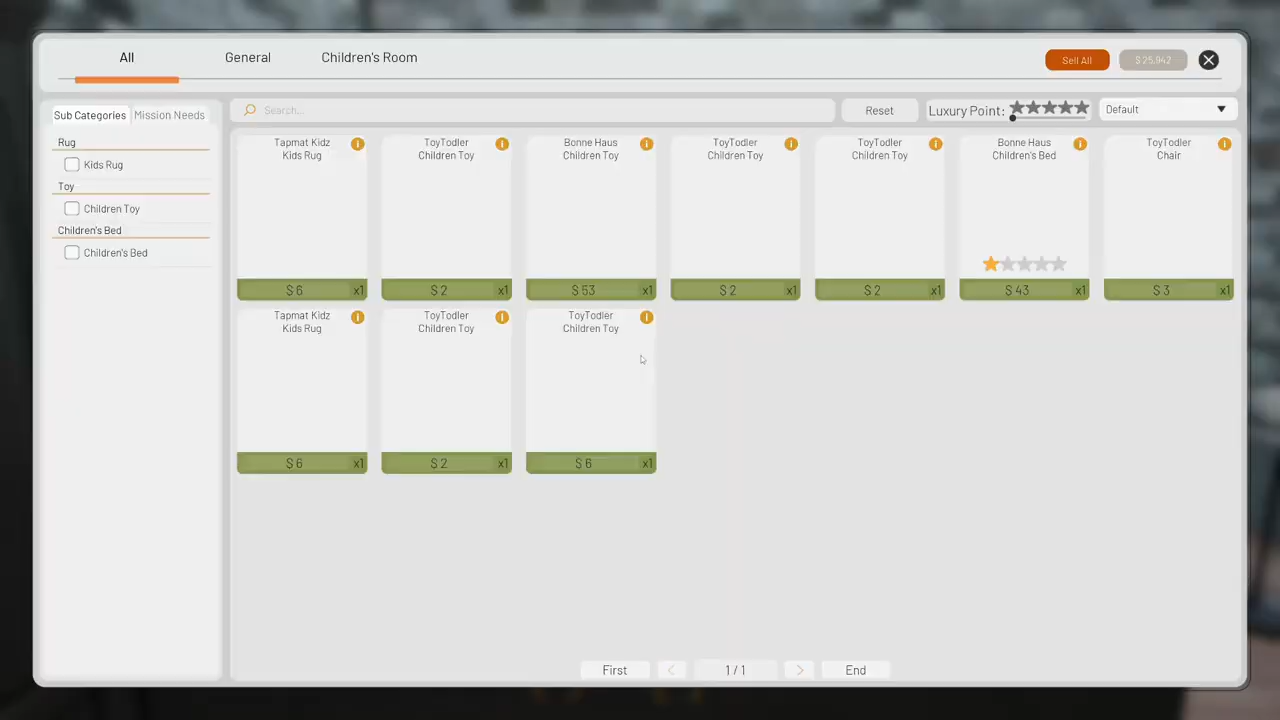 All
General
Children's Room
Sell All
$ 25,942
Sub Categories
Mission Needs
Search...
Reset
Luxury Point:
Default
Rug
Kids Rug
Toy
Children Toy
Children's Bed
Children's Bed
Tapmat Kidz
Kids Rug
$ 6 x1
ToyTodler
Children Toy
$ 2 x1
Bonne Haus
Children Toy
$ 53 x1
ToyTodler
Children Toy
$ 2 x1
ToyTodler
Children Toy
$ 2 x1
Bonne Haus
Children's Bed
$ 43 x1
ToyTodler
Chair
$ 3 x1
Tapmat Kidz
Kids Rug
$ 6 x1
ToyTodler
Children Toy
$ 2 x1
ToyTodler
Children Toy
$ 6 x1
First
<
1 / 1
>
End